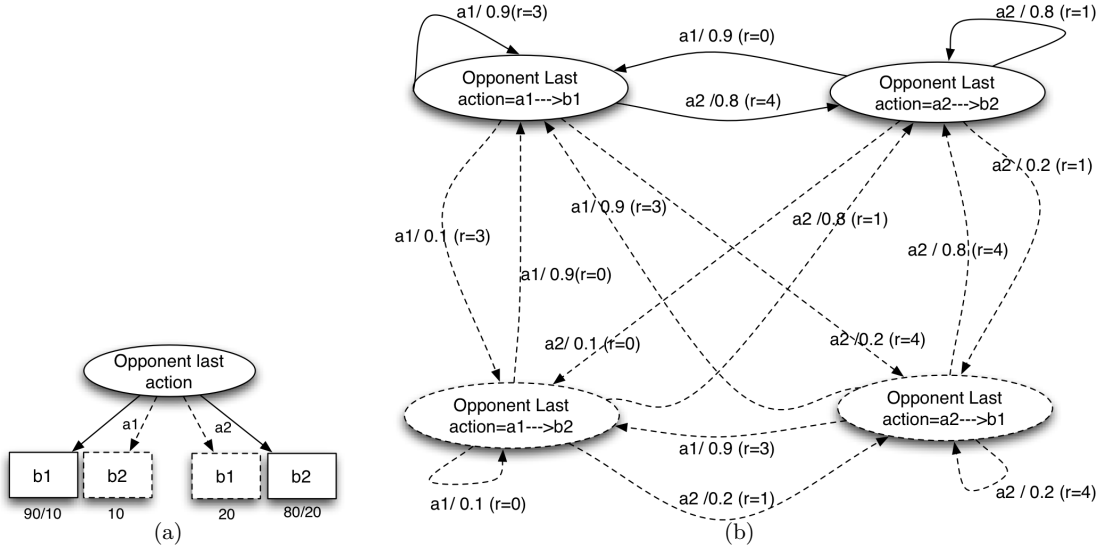 a1/ 0.9(r=3)
a2 / 0.8 (r=1)
a1/ 0.9 (r=0)
Opponent Last
action=a1--->b1
Opponent Last
action=a2--->b2
a2 /0.8 (r=4)
a2 / 0.2 (r=1)
a1/ 0.9 (r=3)
a2 /0.8 (r=1)
a1/ 0.1 (r=3)
a2 / 0.8 (r=4)
a1/ 0.9(r=0)
a2/ 0.1 (r=0)
a2 /0.2 (r=4)
Opponent last
action
a1
a2
b1
b2
b1
b2
90/10
10
20
80/20
(a)
Opponent Last
action=a1--->b2
Opponent Last
action=a2--->b1
a1/ 0.9 (r=3)
a1/ 0.1 (r=0)
a2 /0.2 (r=1)
a2 / 0.2 (r=4)
(b)